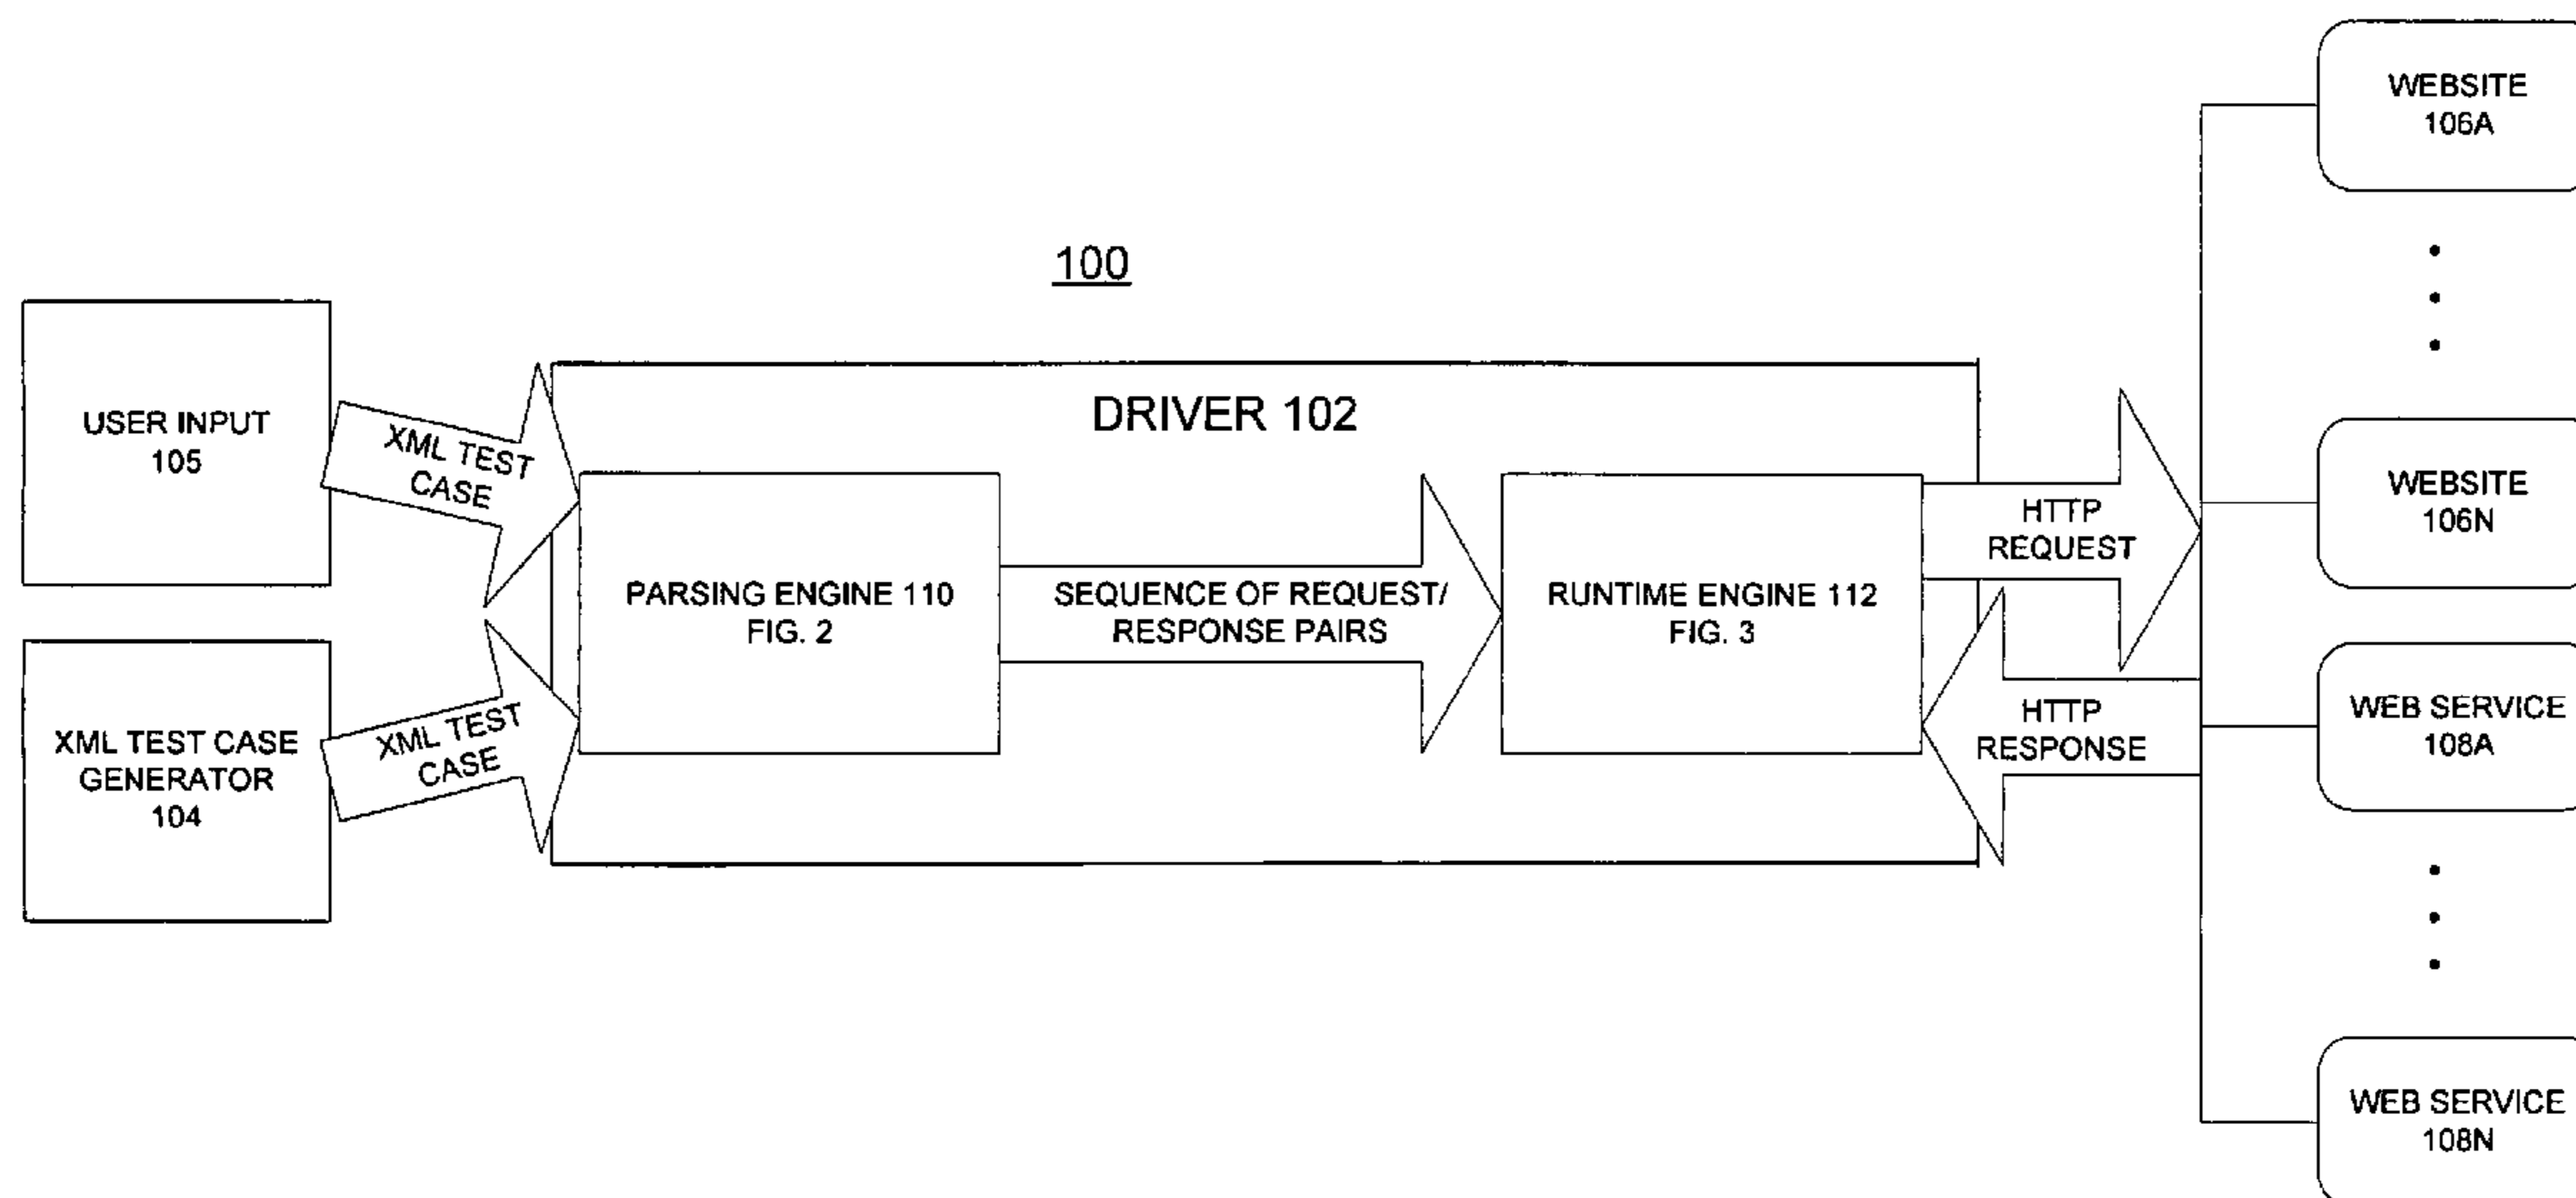 100
USER INPUT
105
XML TEST
CASE
XML TEST CASE
GENERATOR
104
XML TEST
CASE
DRIVER 102
PARSING ENGINE 110
FIG. 2
SEQUENCE OF REQUEST/
RESPONSE PAIRS
RUNTIME ENGINE 112
FIG. 3
HTTP
REQUEST
HTTP
RESPONSE
WEBSITE
106A
WEBSITE
106N
WEB SERVICE
108A
WEB SERVICE
108N